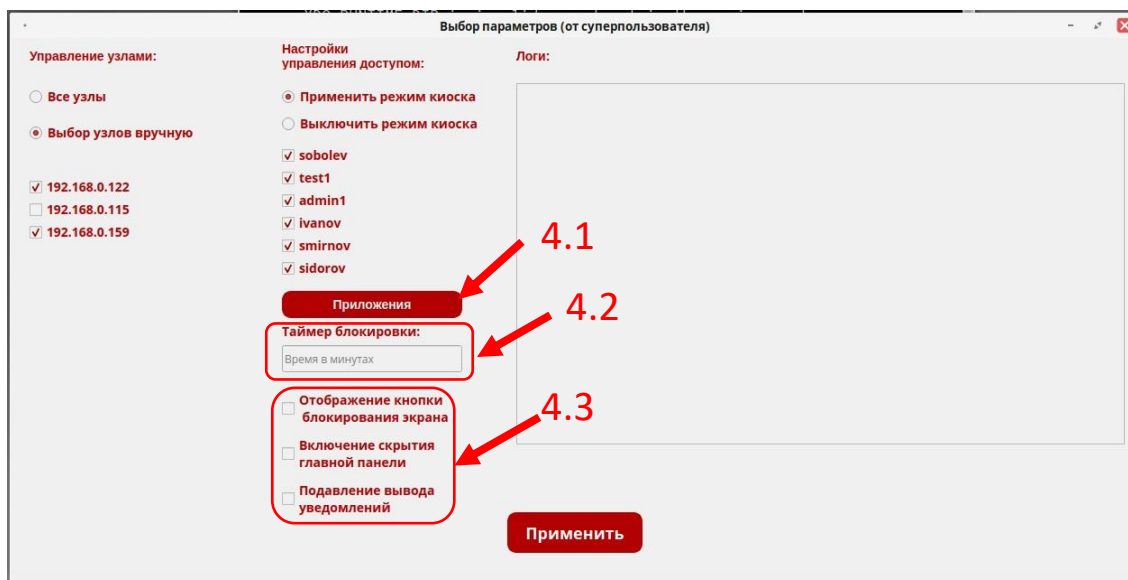 Выбор параметров (от суперпользователя)
Управление узлами:
Все узлы
Выбор узлов вручную
192.168.0.122
192.168.0.115
192.168.0.159
Настройки
управления доступом:
Применить режим киоска
Выключить режим киоска
sobolev
test1
admin1
ivanov
smirnov
sidorov
Приложения
4.1
Таймер блокировки:
Время в минутах
4.2
Отображение кнопки
блокирования экрана
Включение скрытия
главной панели
Подавление вывода
уведомлений
4.3
Логи:
Применить